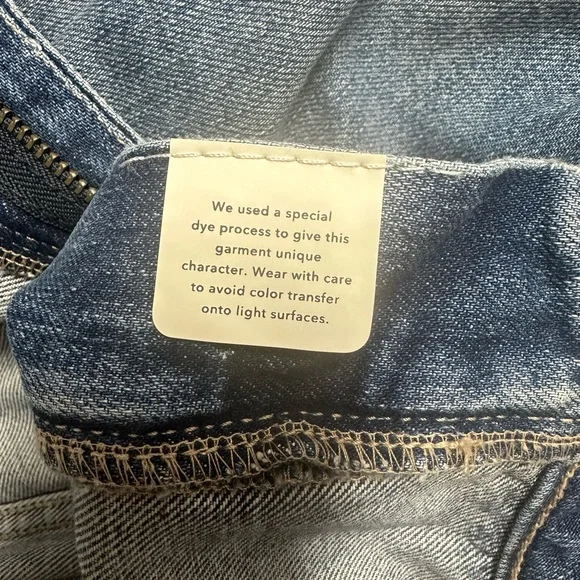 We used a special
dye process to give this
garment unique
character. Wear with care
to avoid color transfer
onto light surfaces.